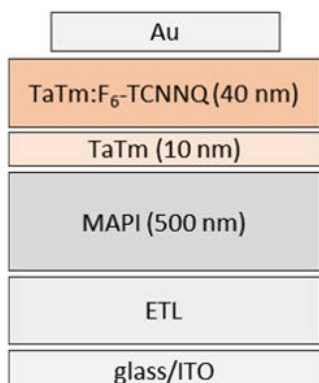 Au
TaTm:F₆-TCNNQ (40 nm)
TaTm (10 nm)
MAPI (500 nm)
ETL
glass/ITO